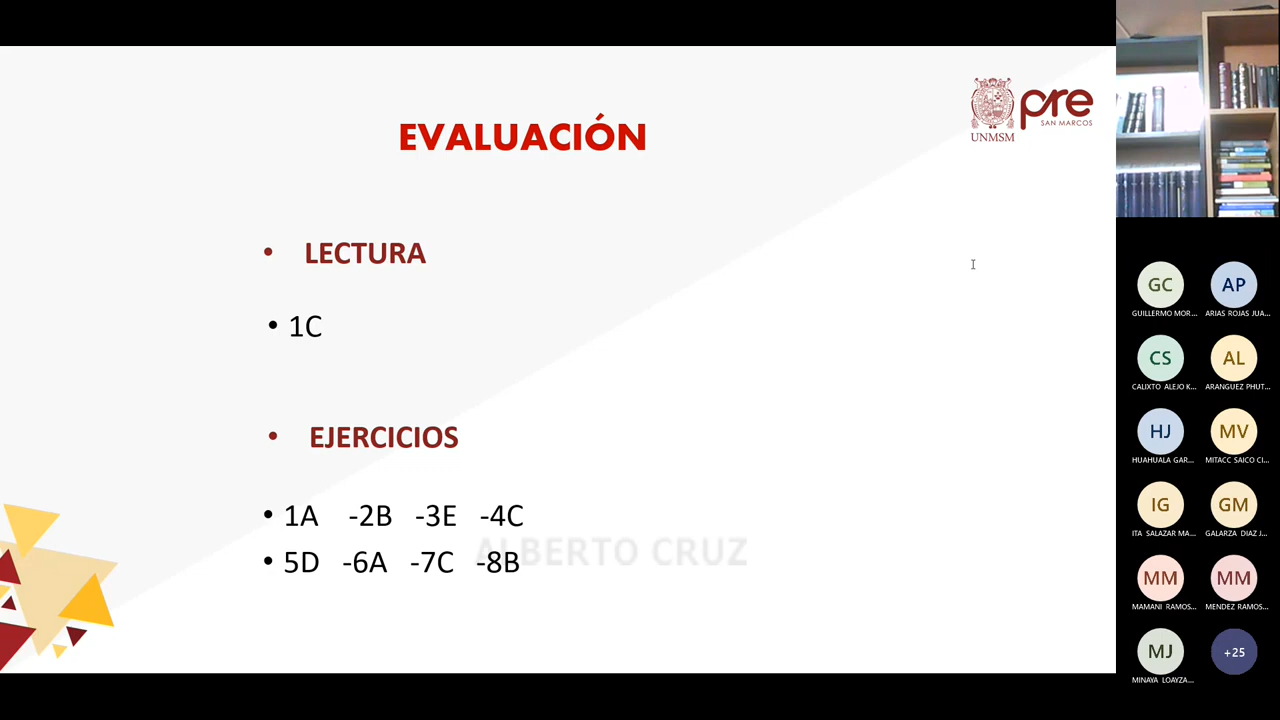 EVALUACIÓN
pre
SAN MARCOS
UNMSM
• LECTURA
• 1C
• EJERCICIOS
• 1A -2B -3E -4C
ALBERTO CRUZ
• 5D -6A -7C -8B
GC AP
GUILLERMO MOR... ARIAS ROJAS JUA...
CS AL
CALIXTO ALEJO K... ARANGUEZ PHUT...
HJ MV
HUAHUALA GAR... MITACC SAICO CI...
IG GM
ITA SALAZAR MA... GALARZA DIAZ J...
MM MM
MAMANI RAMOS... MENDEZ RAMOS...
MJ +25
MINAYA LOAYZA...